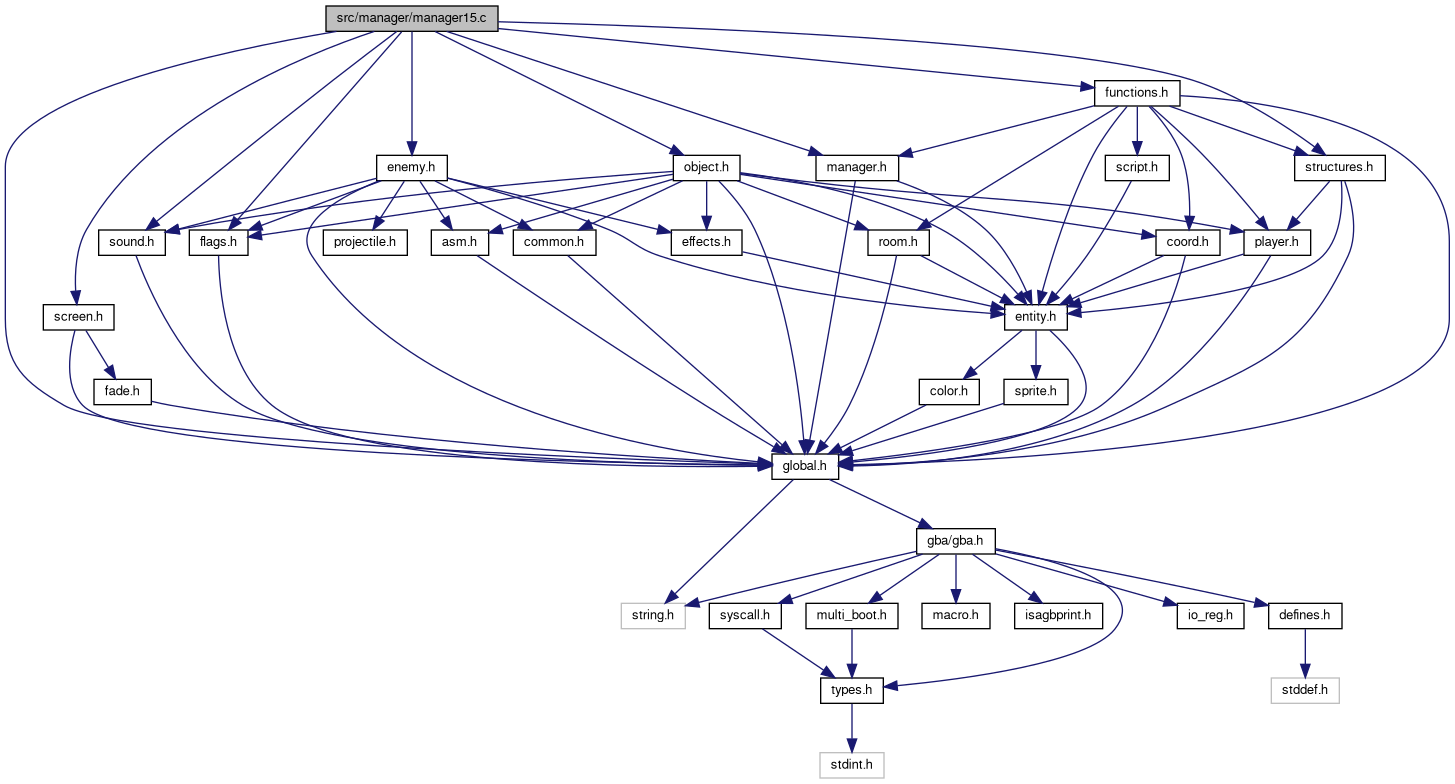 src/manager/manager15.c
functions.h
enemy.h
object.h
manager.h
script.h
structures.h
sound.h
flags.h
projectile.h
asm.h
common.h
effects.h
room.h
coord.h
player.h
screen.h
entity.h
fade.h
color.h
sprite.h
global.h
gba/gba.h
string.h
syscall.h
multi_boot.h
macro.h
isagbprint.h
io_reg.h
defines.h
types.h
stddef.h
stdint.h